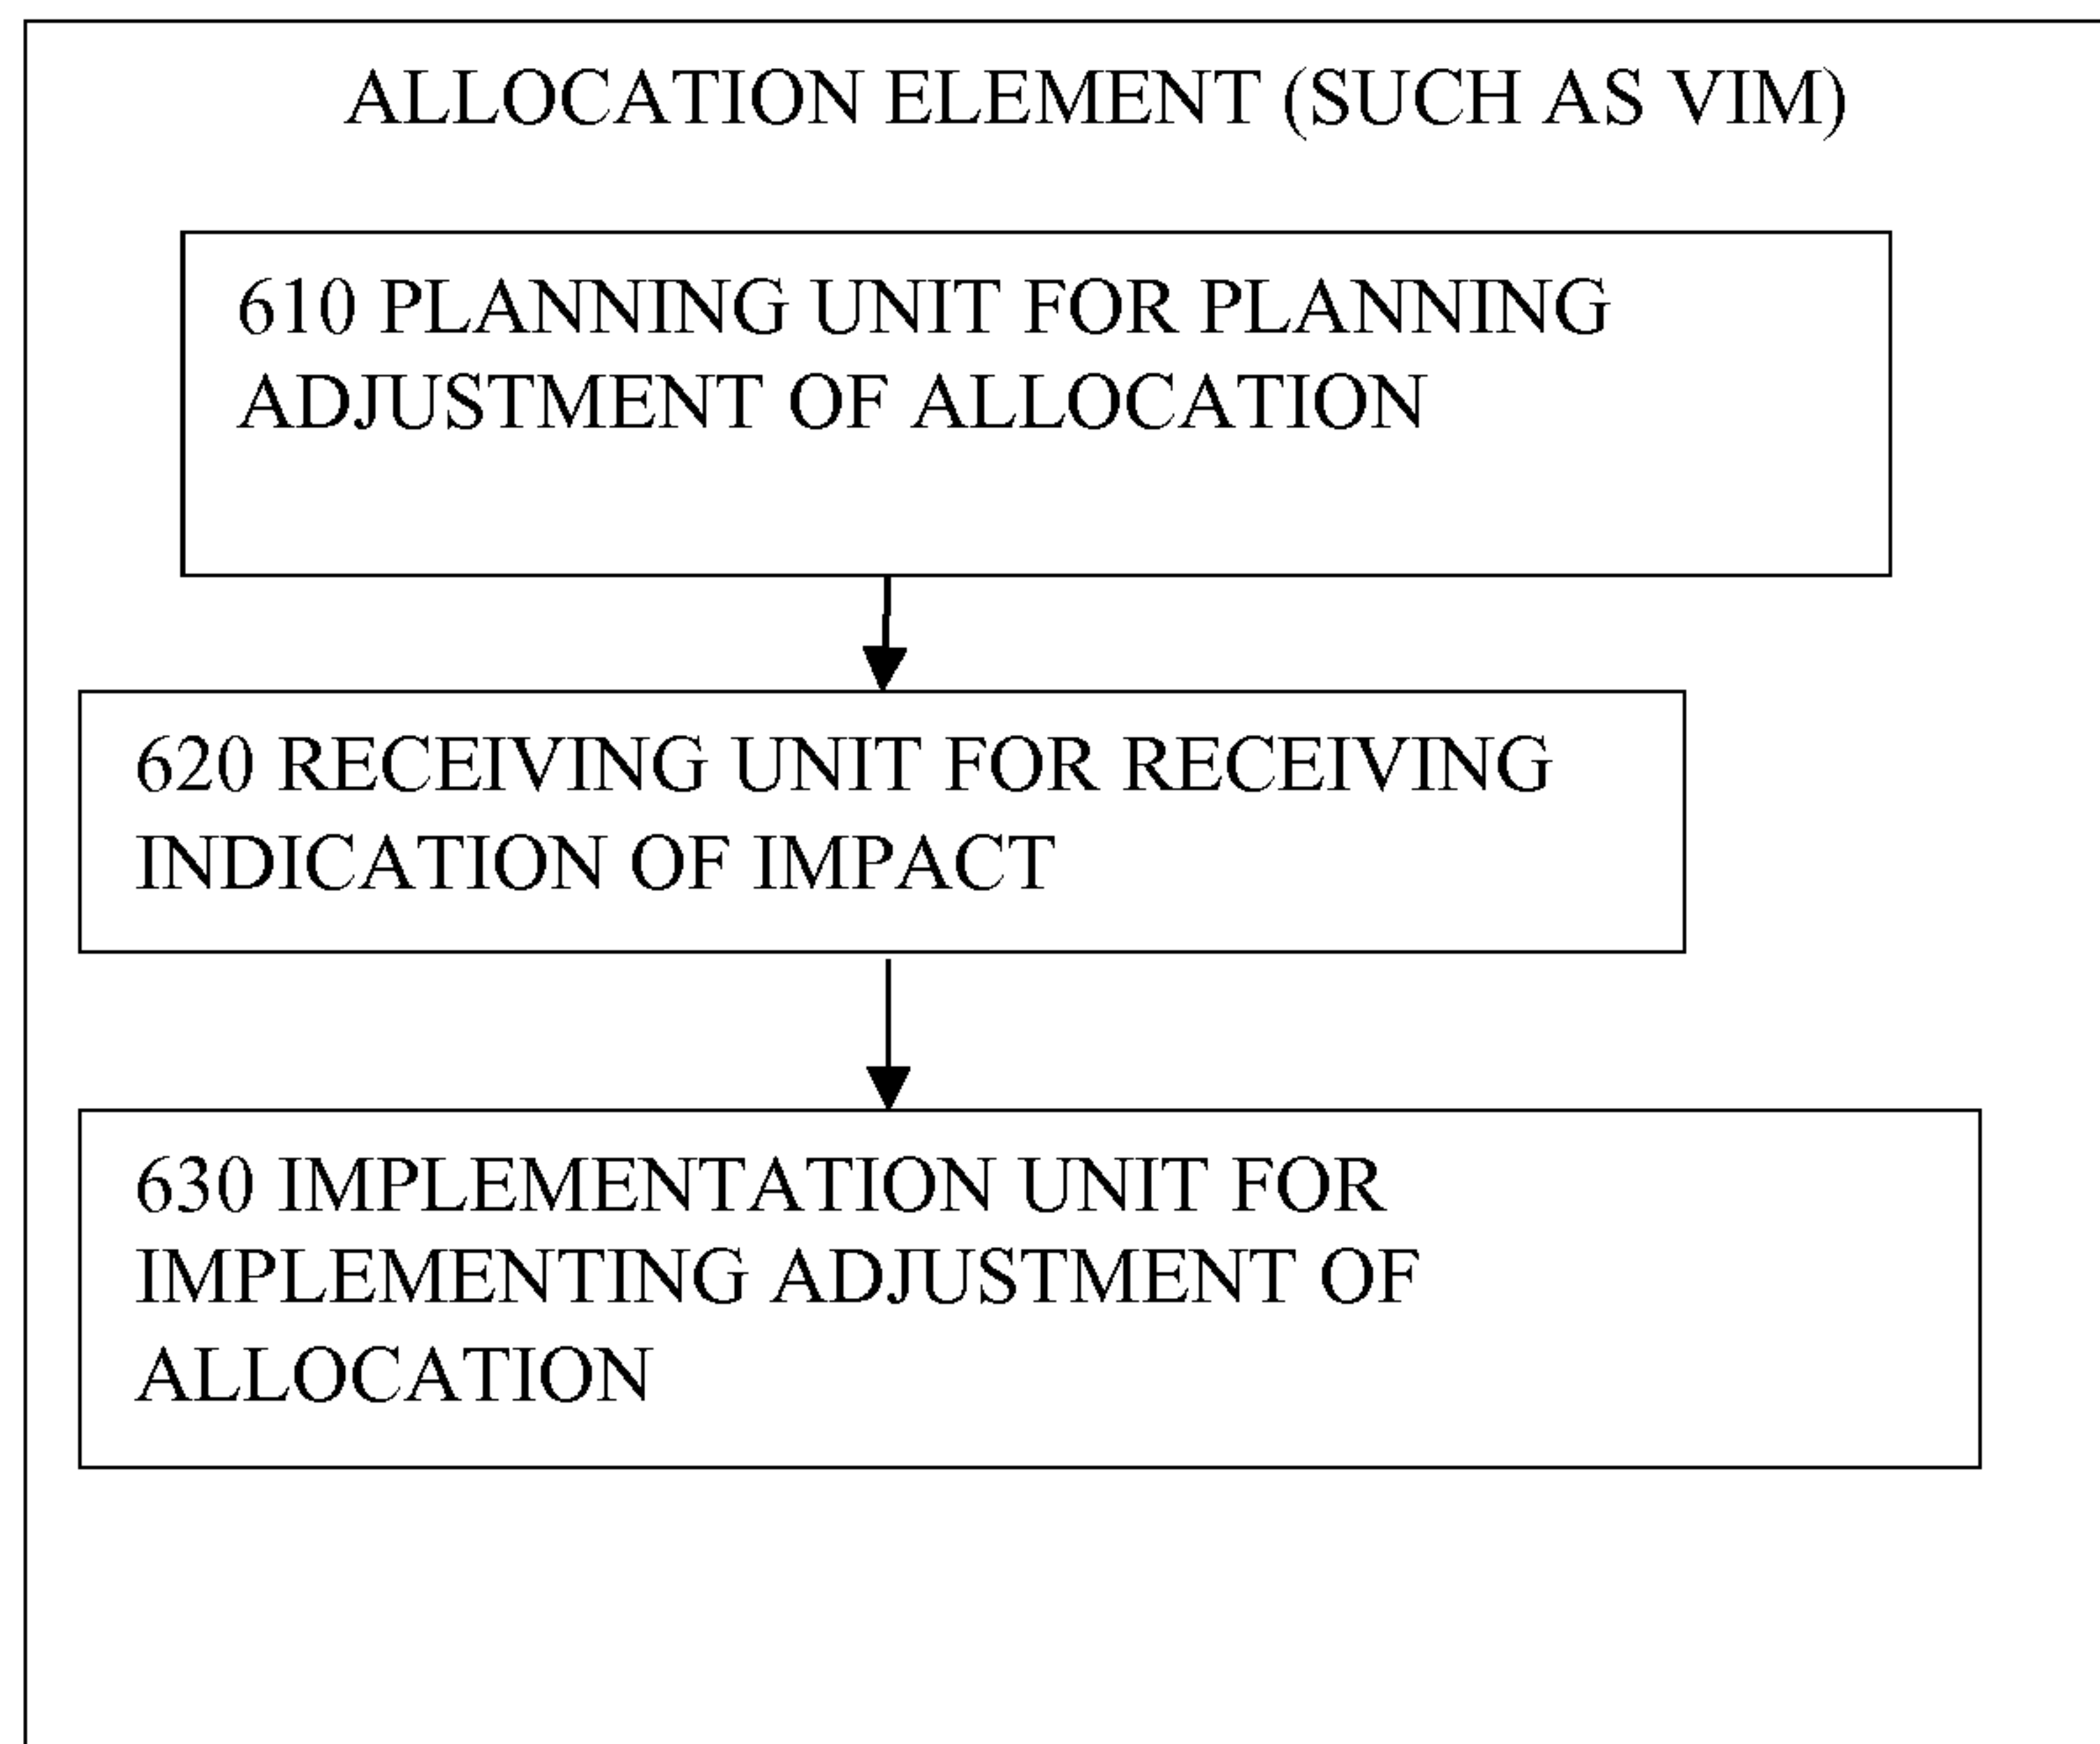 ALLOCATION ELEMENT (SUCH AS VIM)
610 PLANNING UNIT FOR PLANNING
ADJUSTMENT OF ALLOCATION
620 RECEIVING UNIT FOR RECEIVING
INDICATION OF IMPACT
630 IMPLEMENTATION UNIT FOR
IMPLEMENTING ADJUSTMENT OF
ALLOCATION